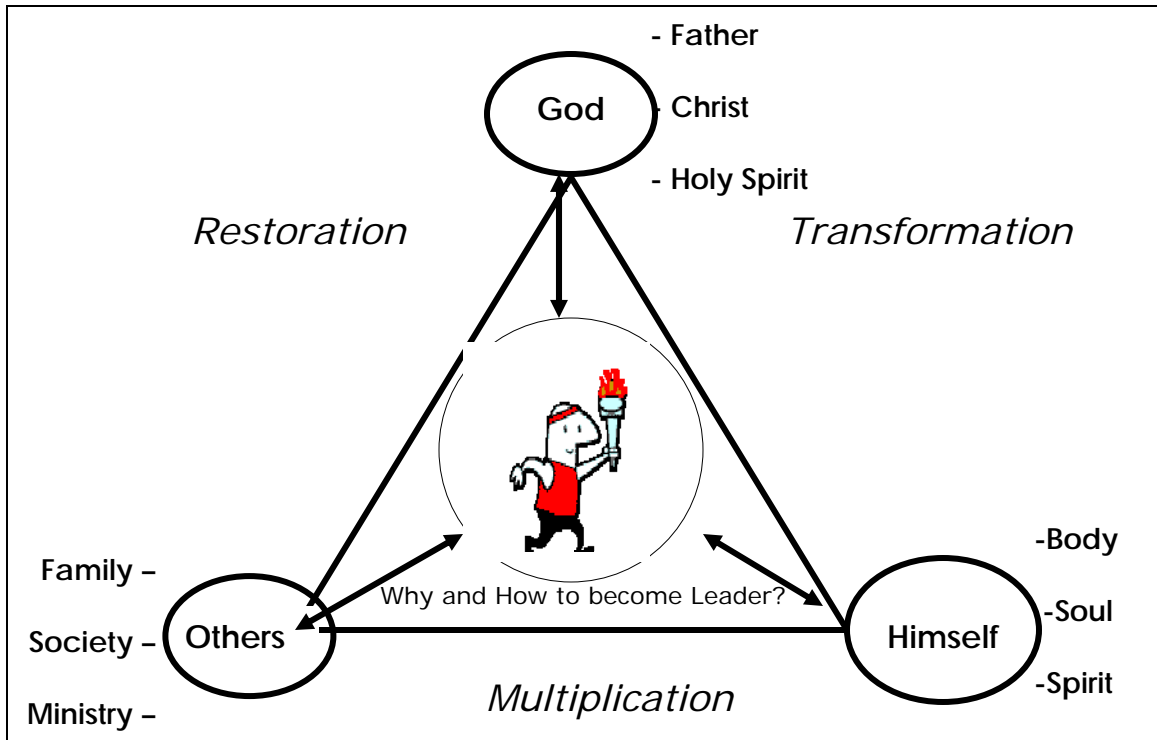 - Father
God
- Christ
- Holy Spirit
Restoration
Transformation
Why and How to become Leader?
Family –
Society –
Ministry –
Others
Himself
-Body
-Soul
-Spirit
Multiplication